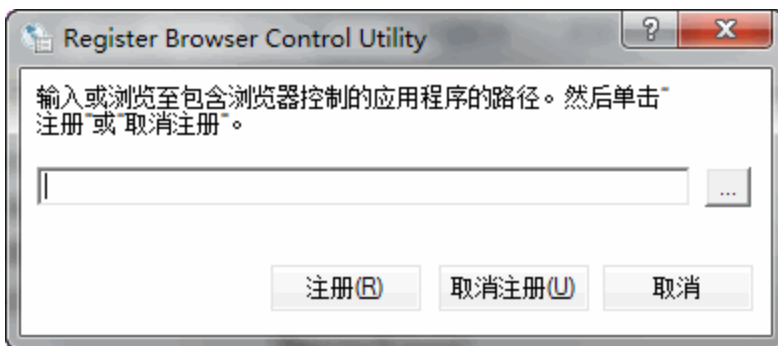 Register Browser Control Utility
输入或浏览至包含浏览器控制的应用程序的路径。然后单击"
注册"或"取消注册"。
...
注册(R)
取消注册(U)
取消